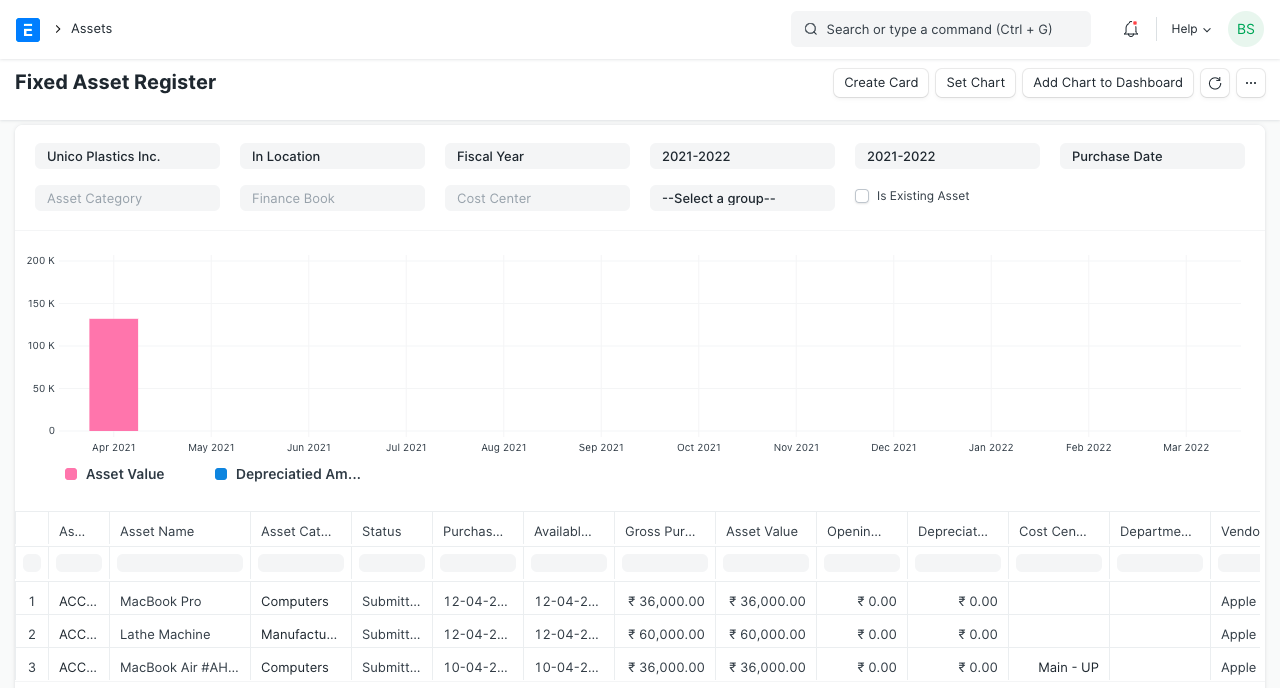 E > Assets Search or type a command (Ctrl + G) Help BS
Fixed Asset Register Create Card Set Chart Add Chart to Dashboard ...
Unico Plastics Inc. In Location Fiscal Year 2021-2022 2021-2022 Purchase Date
Asset Category Finance Book Cost Center --Select a group-- Is Existing Asset
200 K
150 K
100 K
50 K
0
Apr 2021 May 2021 Jun 2021 Jul 2021 Aug 2021 Sep 2021 Oct 2021 Nov 2021 Dec 2021 Jan 2022 Feb 2022 Mar 2022
Asset Value Depreciatied Am...
As... Asset Name Asset Cat... Status Purchas... Availabl... Gross Pur... Asset Value Openin... Depreciat... Cost Cen... Departme... Vendo
1 ACC... MacBook Pro Computers Submitt... 12-04-2... 12-04-2... ₹ 36,000.00 ₹ 36,000.00 ₹ 0.00 ₹ 0.00 Apple
2 ACC... Lathe Machine Manufactu... Submitt... 12-04-2... 12-04-2... ₹ 60,000.00 ₹ 60,000.00 ₹ 0.00 ₹ 0.00 Apple
3 ACC... MacBook Air #AH... Computers Submitt... 10-04-2... 10-04-2... ₹ 36,000.00 ₹ 36,000.00 ₹ 0.00 ₹ 0.00 Main - UP Apple